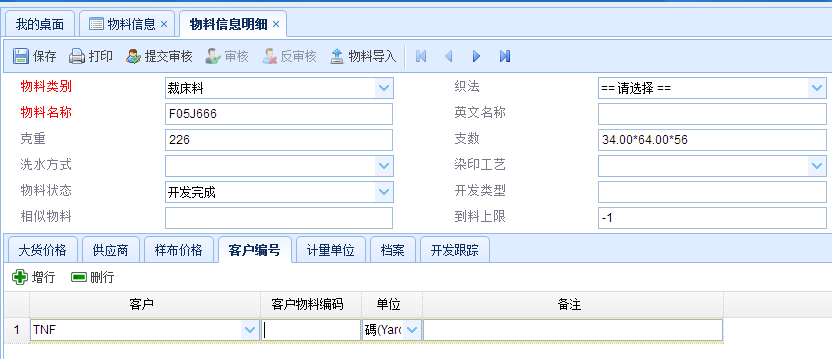 我的桌面 物料信息 × 物料信息明细 ×
保存 打印 提交审核 审核 反审核 物料导入
物料类别 裁床料 织法 == 请选择 ==
物料名称 F05J666 英文名称
克重 226 支数 34.00*64.00*56
洗水方式 染印工艺
物料状态 开发完成 开发类型
相似物料 到料上限 -1
大货价格 供应商 样布价格 客户编号 计量单位 档案 开发跟踪
增行 删行
客户 客户物料编码 单位 备注
1 TNF 碼(Yard